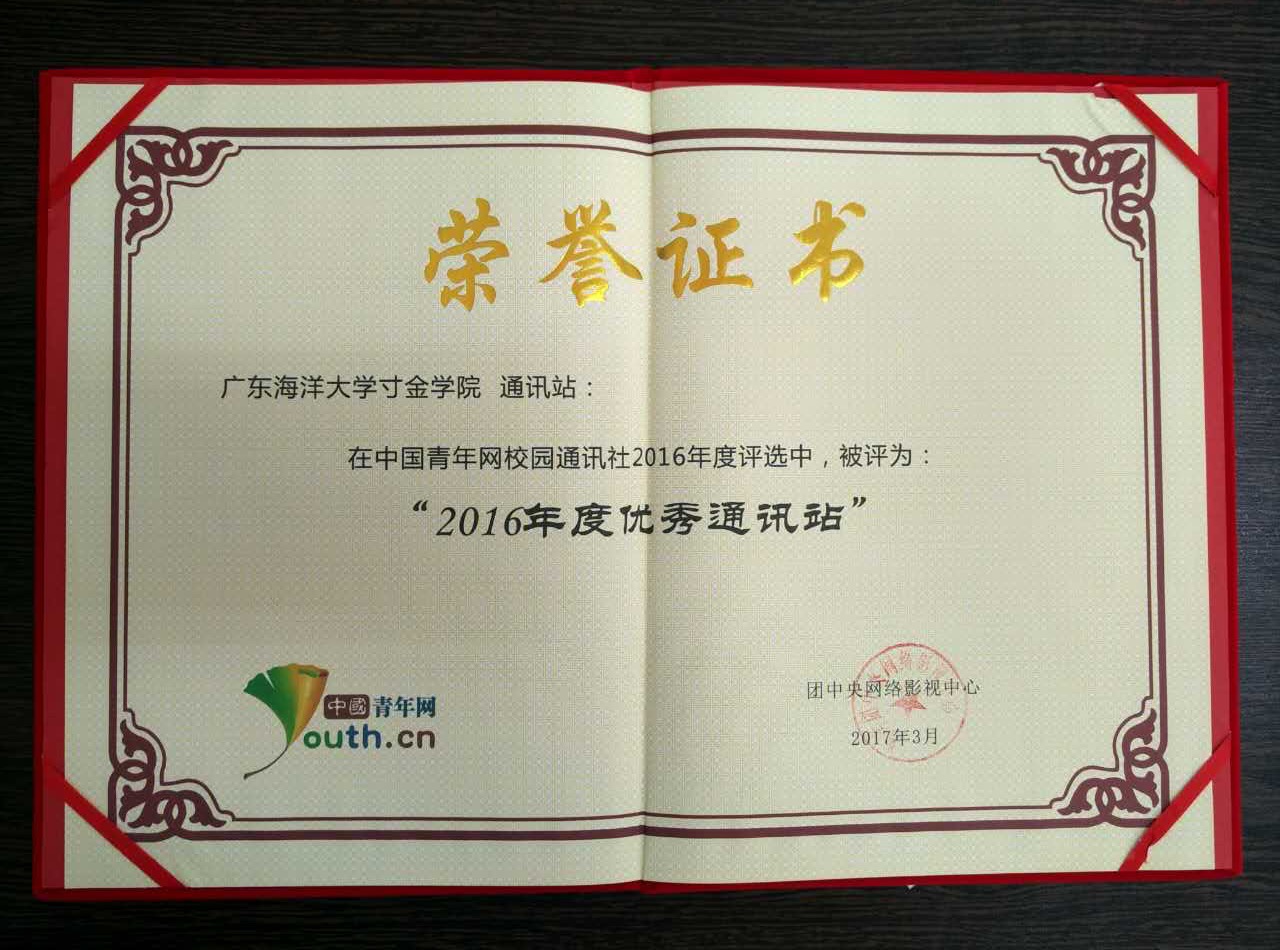 荣誉证书
广东海洋大学寸金学院 通讯站：
在中国青年网校园通讯社2016年度评选中，被评为：
“2016年度优秀通讯站”
中國青年网
Youth.cn
团中央网络影视中心
2017年3月